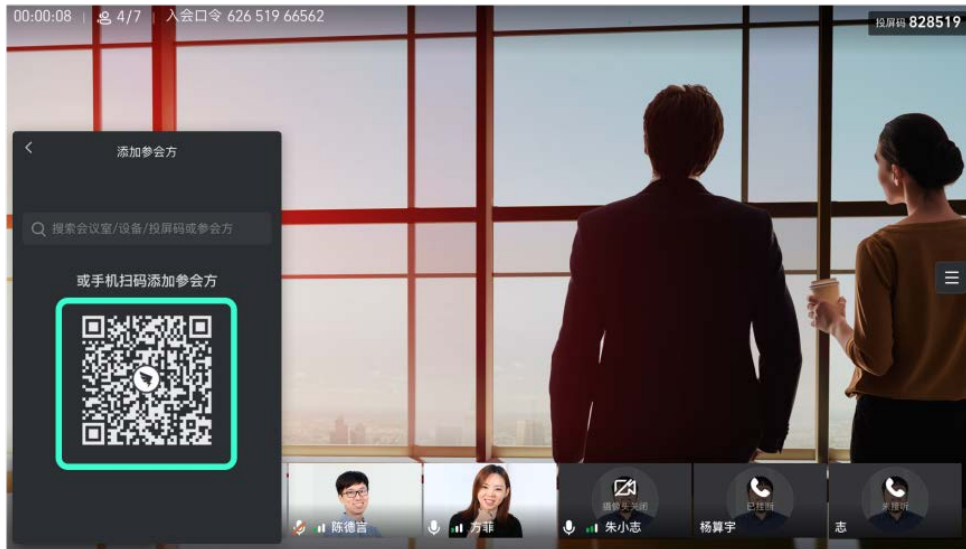 00:00:08 | 4/7 | 入会口令 626 519 66562
投屏码 828519
添加参会方
搜索会议室/设备/投屏码或参会方
或手机扫码添加参会方
陈德言
方菲
摄像头关闭
朱小志
杨算宇
未接听
志